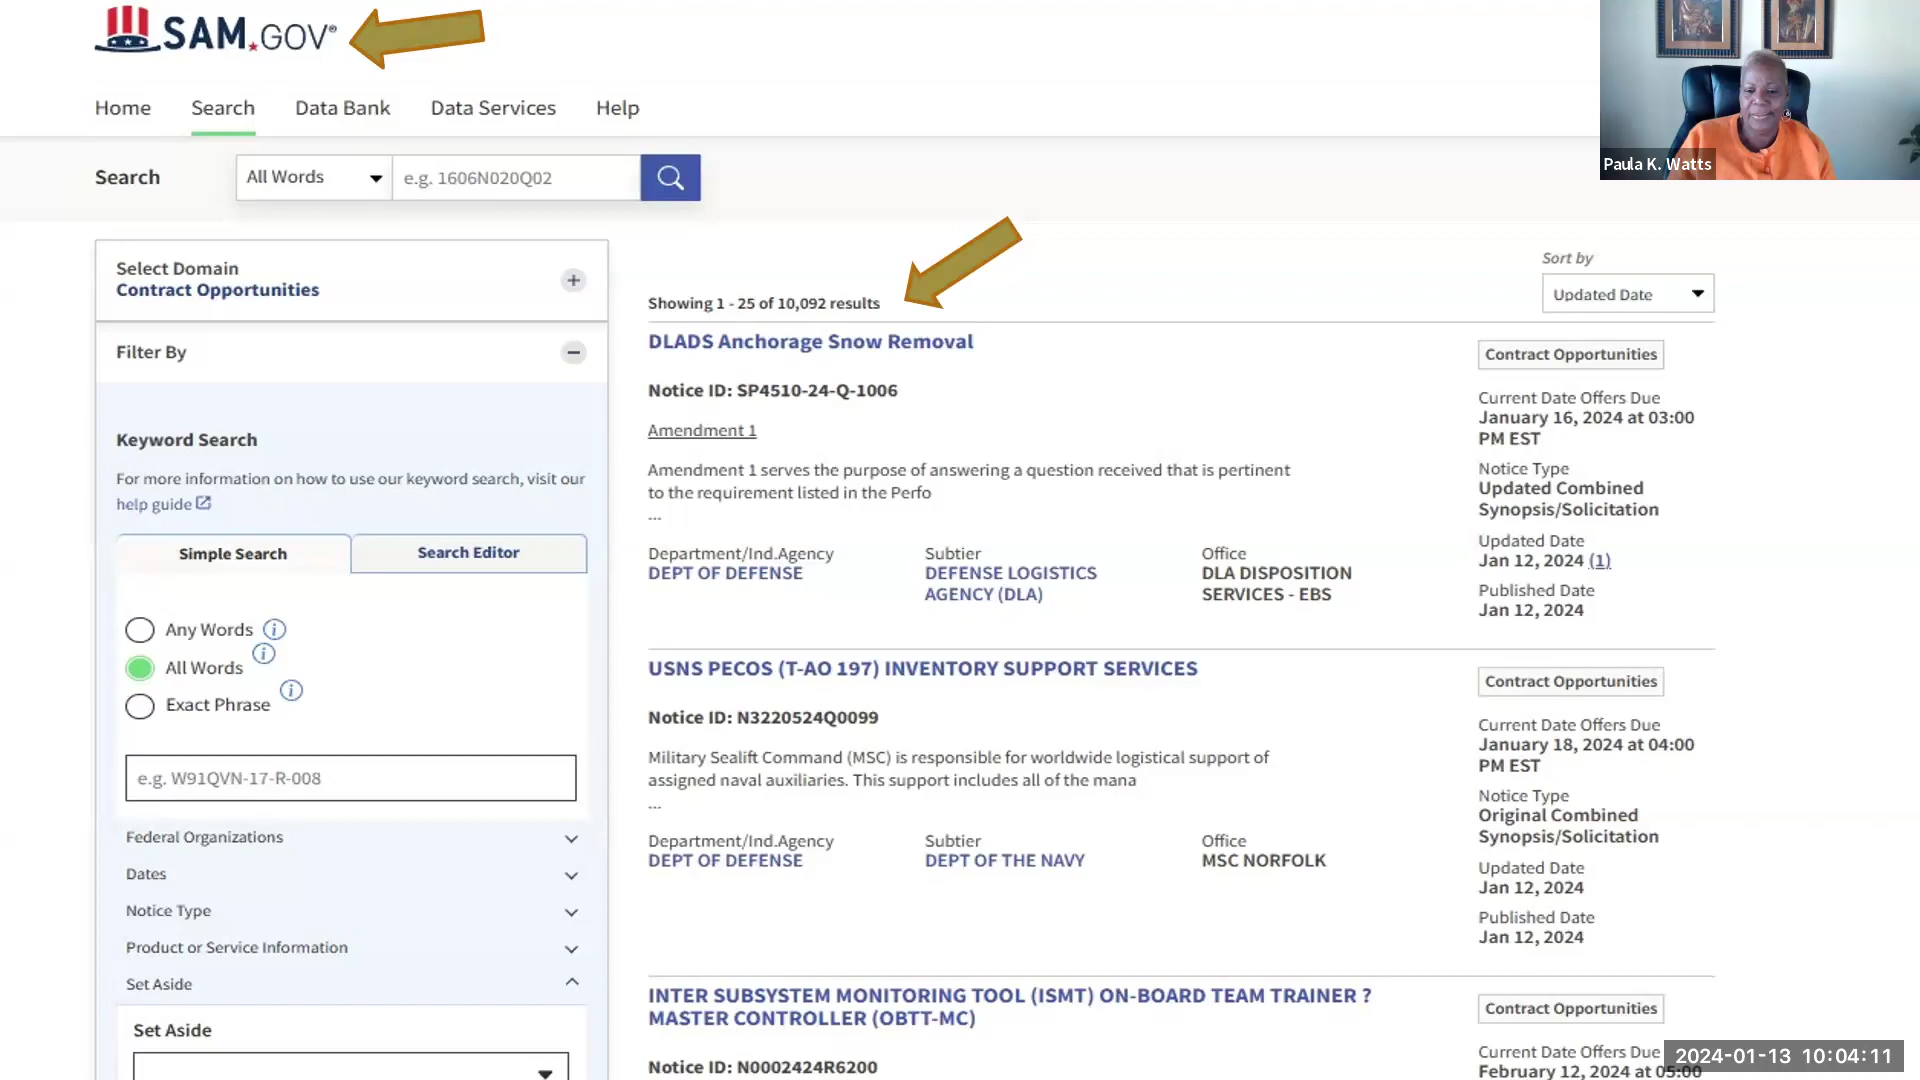 SAM.GOV®
Home Search Data Bank Data Services Help
Paula K. Watts
Search All Words e.g. 1606N020Q02
Select Domain
Contract Opportunities
Filter By
Keyword Search
For more information on how to use our keyword search, visit our
help guide
Simple Search Search Editor
Any Words
All Words
Exact Phrase
e.g. W91QVN-17-R-008
Federal Organizations
Dates
Notice Type
Product or Service Information
Set Aside
Set Aside
Showing 1 - 25 of 10,092 results
Sort by
Updated Date
DLADS Anchorage Snow Removal
Notice ID: SP4510-24-Q-1006
Amendment 1
Amendment 1 serves the purpose of answering a question received that is pertinent
to the requirement listed in the Perfo
...
Department/Ind.Agency
DEPT OF DEFENSE
Subtier
DEFENSE LOGISTICS
AGENCY (DLA)
Office
DLA DISPOSITION
SERVICES - EBS
Contract Opportunities
Current Date Offers Due
January 16, 2024 at 03:00
PM EST
Notice Type
Updated Combined
Synopsis/Solicitation
Updated Date
Jan 12, 2024 (1)
Published Date
Jan 12, 2024
USNS PECOS (T-AO 197) INVENTORY SUPPORT SERVICES
Notice ID: N3220524Q0099
Military Sealift Command (MSC) is responsible for worldwide logistical support of
assigned naval auxiliaries. This support includes all of the mana
...
Department/Ind.Agency
DEPT OF DEFENSE
Subtier
DEPT OF THE NAVY
Office
MSC NORFOLK
Contract Opportunities
Current Date Offers Due
January 18, 2024 at 04:00
PM EST
Notice Type
Original Combined
Synopsis/Solicitation
Updated Date
Jan 12, 2024
Published Date
Jan 12, 2024
INTER SUBSYSTEM MONITORING TOOL (ISMT) ON-BOARD TEAM TRAINER ?
MASTER CONTROLLER (OBTT-MC)
Notice ID: N0002424R6200
Contract Opportunities
Current Date Offers Due
February 12, 2024 at 05:00
2024-01-13 10:04:11